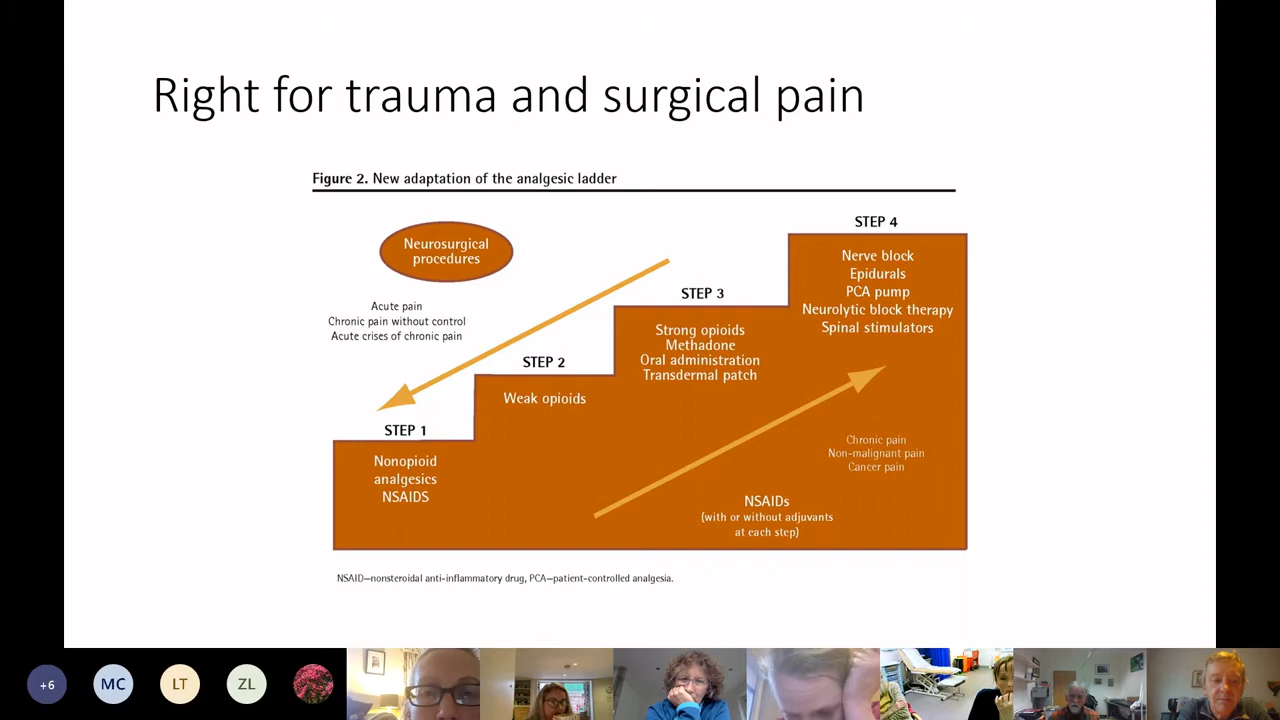 Right for trauma and surgical pain
Figure 2. New adaptation of the analgesic ladder
Neurosurgical
procedures
Acute pain
Chronic pain without control
Acute crises of chronic pain
STEP 1
Nonopioid
analgesics
NSAIDS
STEP 2
Weak opioids
STEP 3
Strong opioids
Methadone
Oral administration
Transdermal patch
STEP 4
Nerve block
Epidurals
PCA pump
Neurolytic block therapy
Spinal stimulators
Chronic pain
Non-malignant pain
Cancer pain
NSAIDs
(with or without adjuvants
at each step)
NSAID—nonsteroidal anti-inflammatory drug, PCA—patient-controlled analgesia.
+6
MC
LT
ZL